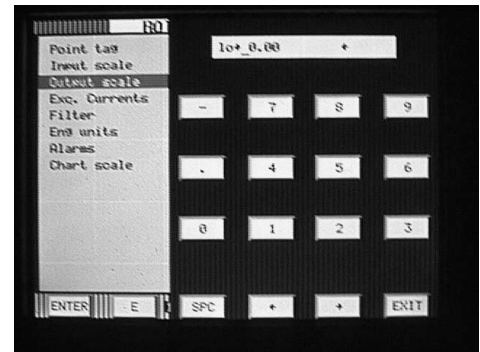 Point tag
Input scale
Output scale
Exc. Currents
Filter
Eng units
Alarms
Chart scale
lo→_0.00 ←
- 7 8 9
. 4 5 6
0 1 2 3
ENTER E SPC ← → EXIT